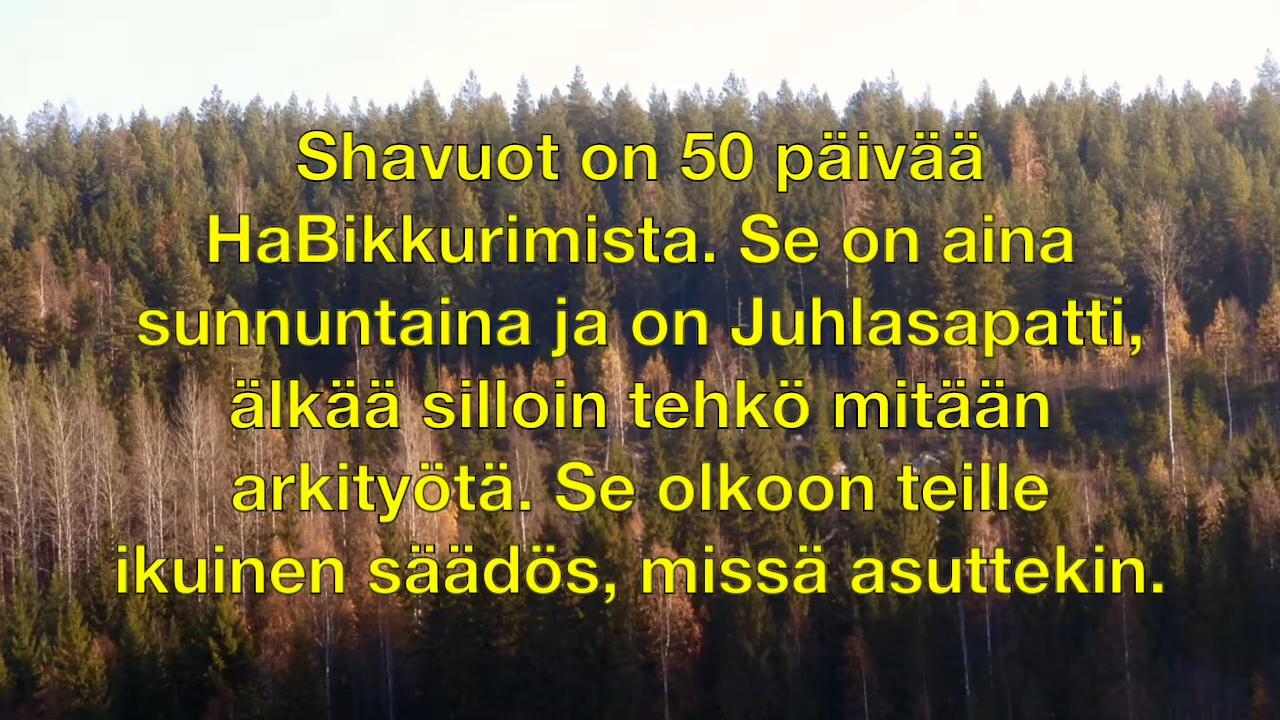 Shavuot on 50 päivää
HaBikkurimista. Se on aina
sunnuntaina ja on Juhlasapatti,
älkää silloin tehkö mitään
arkityötä. Se olkoon teille
ikuinen säädös, missä asuttekin.